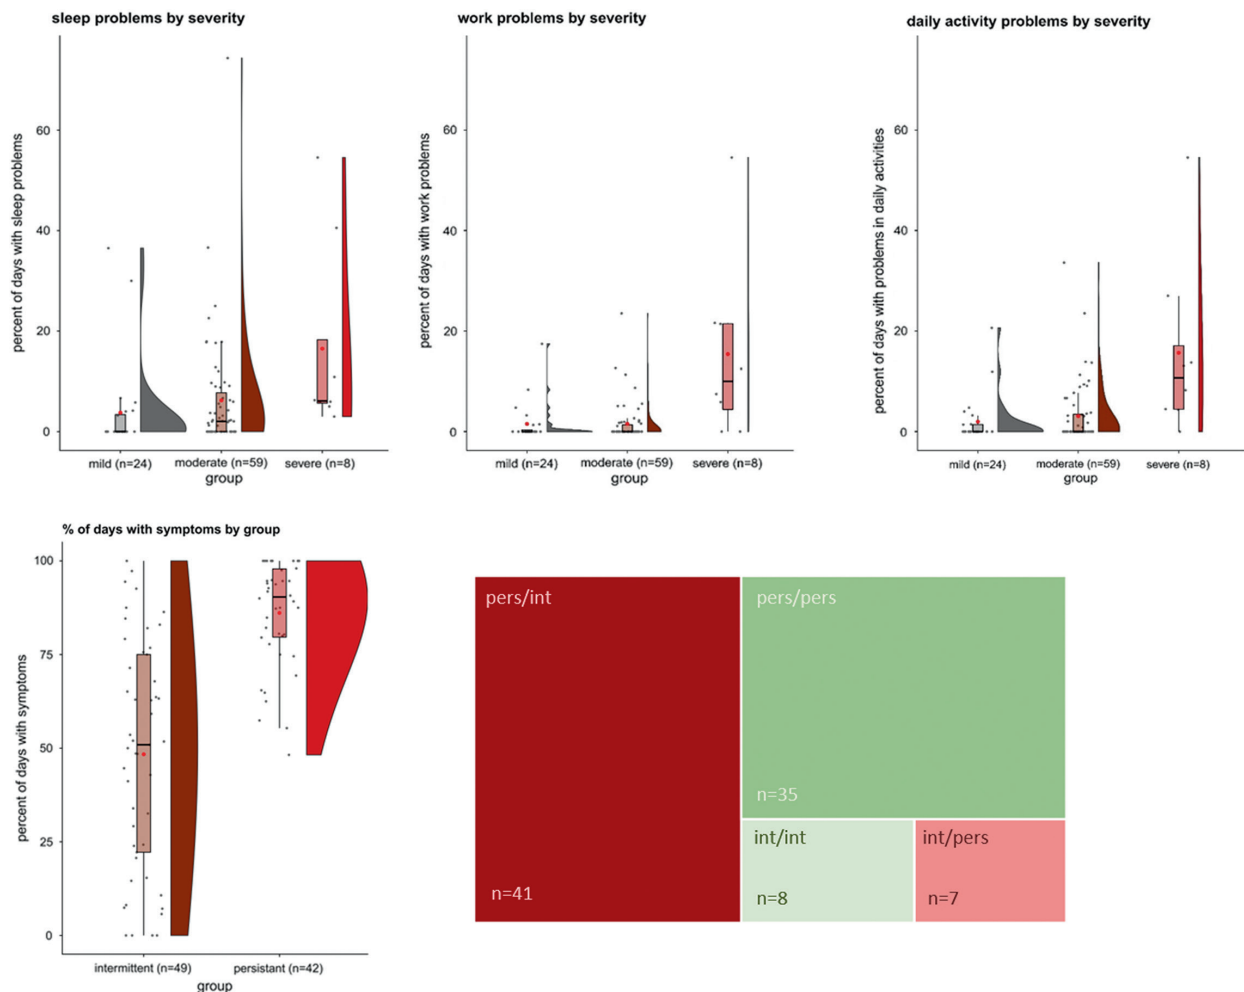 sleep problems by severity
percent of days with sleep problems
60
40
20
0
mild (n=24) moderate (n=59) severe (n=8)
group
work problems by severity
percent of days with work problems
60
40
20
0
mild (n=24) moderate (n=59) severe (n=8)
group
daily activity problems by severity
percent of days with problems in daily activities
60
40
20
0
mild (n=24) moderate (n=59) severe (n=8)
group
% of days with symptoms by group
percent of days with symptoms
100
75
50
25
0
intermittent (n=49) persistant (n=42)
group
pers/int
n=41
pers/pers
n=35
int/int
n=8
int/pers
n=7